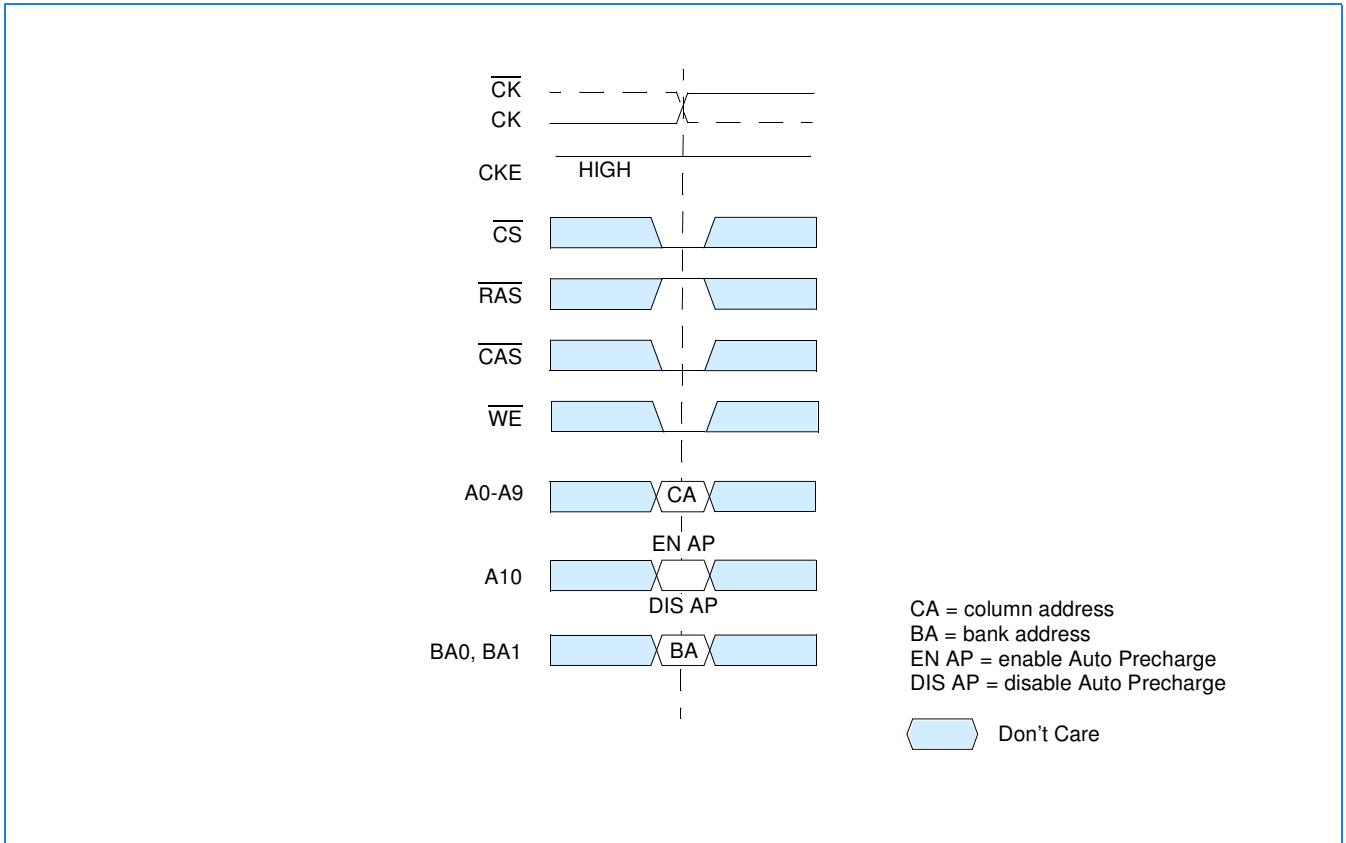 CK
CK
CKE HIGH
CS
RAS
CAS
WE
A0-A9 CA
EN AP
A10
DIS AP
BA0, BA1 BA
CA = column address
BA = bank address
EN AP = enable Auto Precharge
DIS AP = disable Auto Precharge
Don't Care